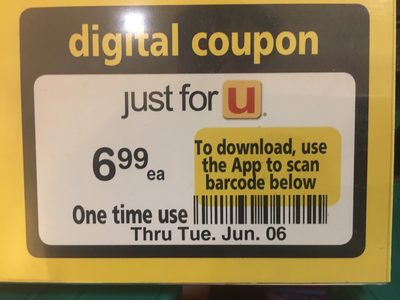 digital coupon
just for u
6.99 ea
To download, use
the App to scan
barcode below
One time use
Thru Tue. Jun. 06